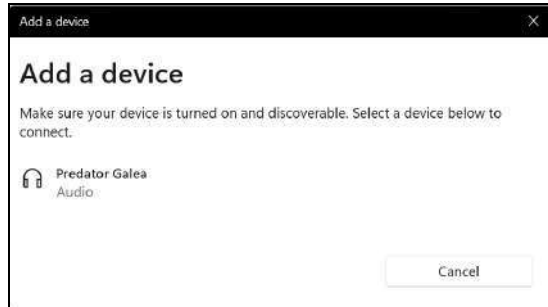 Add a device
Add a device
Make sure your device is turned on and discoverable. Select a device below to
connect.
Predator Galea
Audio
Cancel